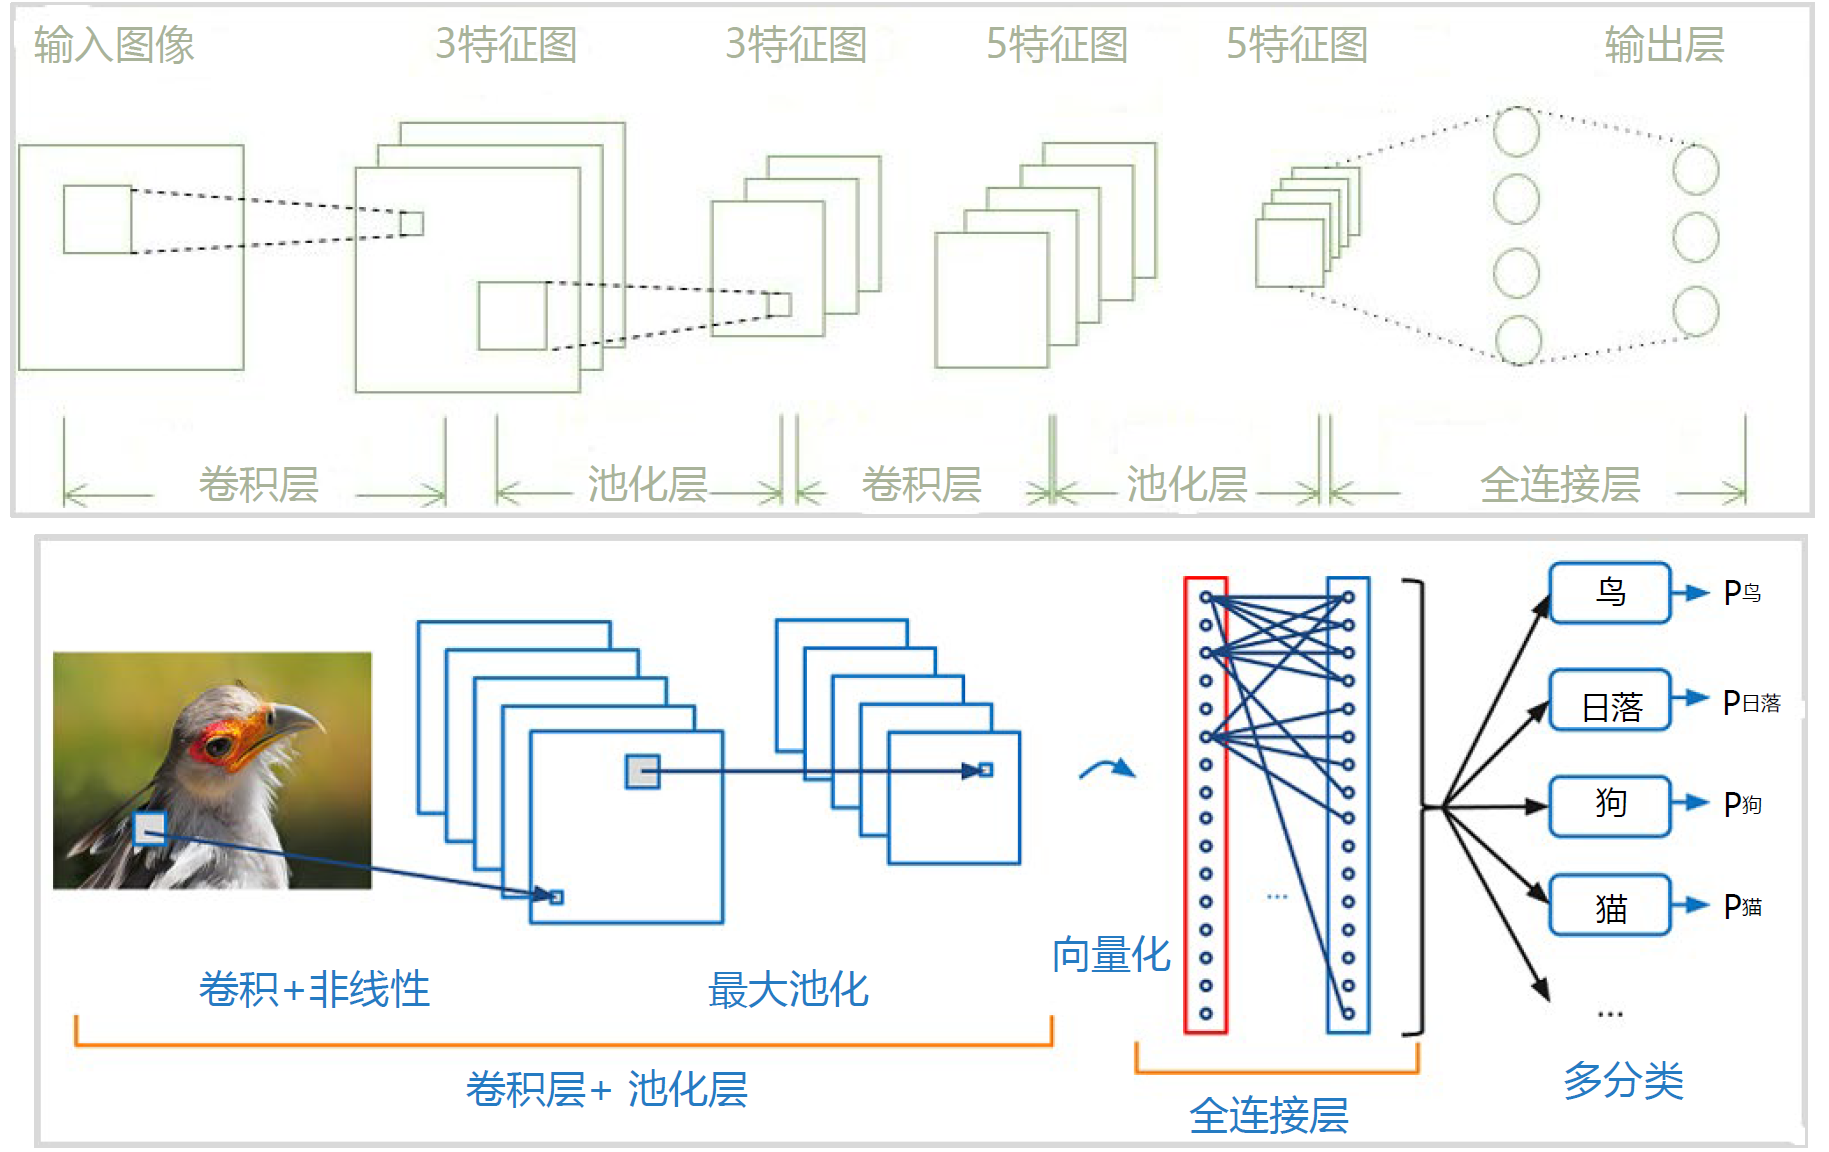 输入图像 3特征图 3特征图 5特征图 5特征图 输出层
卷积层 池化层 卷积层 池化层 全连接层
鸟 P鸟
日落 P日落
狗 P狗
猫 P猫
...
...
向量化
卷积+非线性 最大池化
卷积层+ 池化层
全连接层
多分类